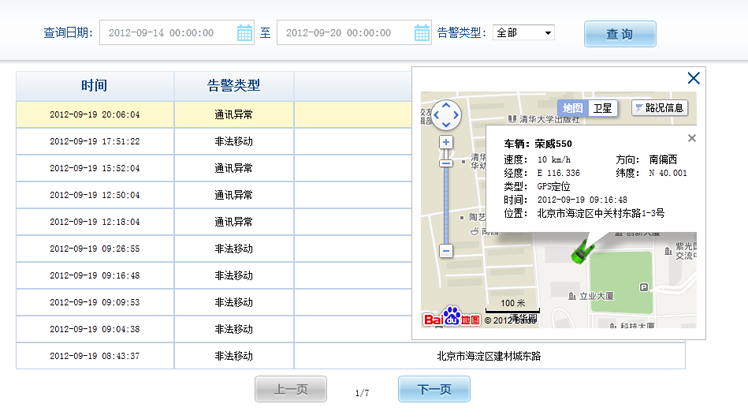 查询日期: 2012-09-14 00:00:00 至 2012-09-20 00:00:00 告警类型: 全部 查 询
时间 告警类型
2012-09-19 20:06:04 通讯异常
2012-09-19 17:51:22 非法移动
2012-09-19 15:52:04 通讯异常
2012-09-19 12:50:04 通讯异常
2012-09-19 12:18:04 通讯异常
2012-09-19 09:26:55 非法移动
2012-09-19 09:16:48 非法移动
2012-09-19 09:09:53 非法移动
2012-09-19 09:04:38 非法移动
2012-09-19 08:43:37 非法移动 北京市海淀区建材城东路
上一页 1/7 下一页
地图 卫星 路况信息
清华大学出版社
车辆: 荣威550
速度: 10 km/h 方向: 南偏西
经度: E 116.336 纬度: N 40.001
类型: GPS定位
时间: 2012-09-19 09:16:48
位置: 北京市海淀区中关村东路1-3号
陶艺
紫光国
交流中
立业大厦
P
100 米
清华园
科技大厦
Bai du 地图
© 2012 Baidu